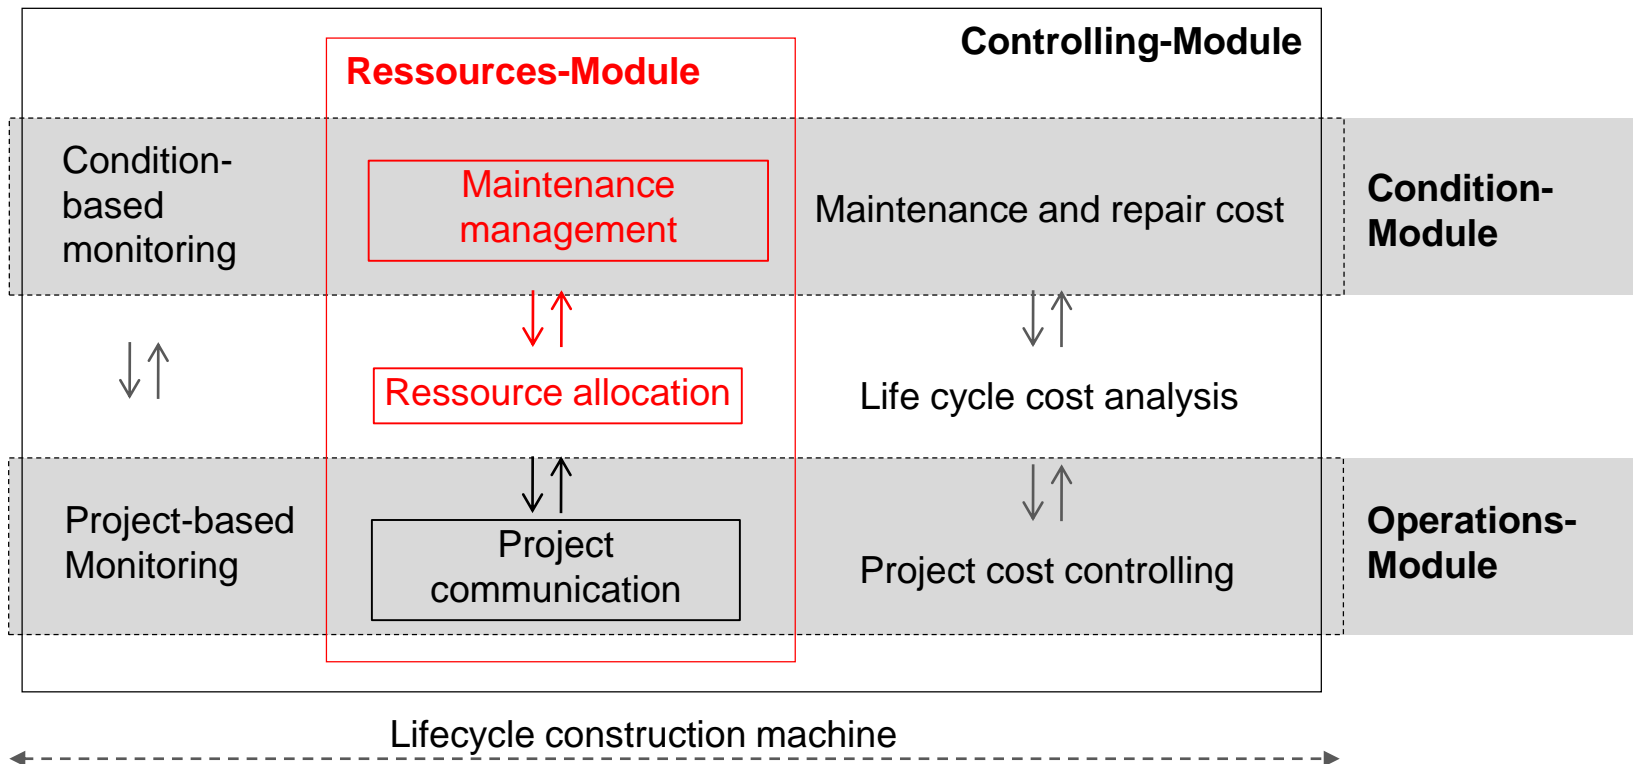 Controlling-Module
Ressources-Module
Condition-
based
monitoring
Maintenance
management
Maintenance and repair cost
Condition-
Module
Ressource allocation
Life cycle cost analysis
Project-based
Monitoring
Project
communication
Project cost controlling
Operations-
Module
Lifecycle construction machine